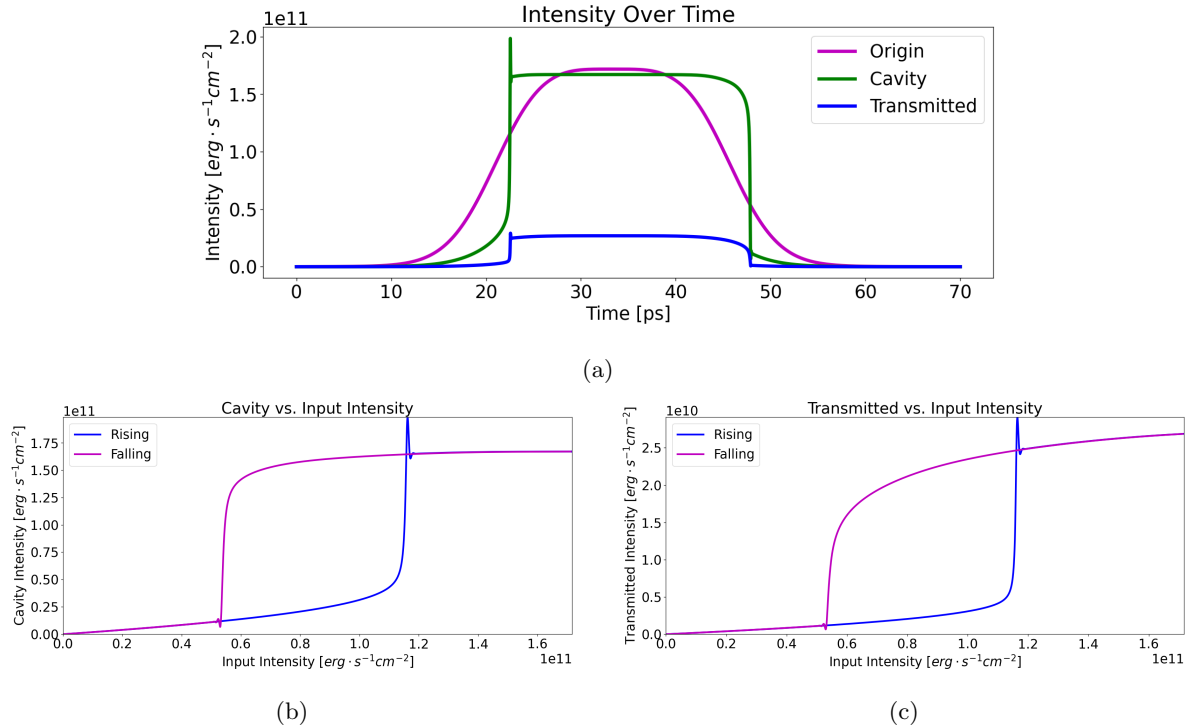 Intensity Over Time
1e11
Intensity [erg · s⁻¹cm⁻²]
2.0
1.5
1.0
0.5
0.0
Origin
Cavity
Transmitted
0 10 20 30 40 50 60 70
Time [ps]
(a)
Cavity vs. Input Intensity
1e11
Cavity Intensity [erg · s⁻¹cm⁻²]
1.75
1.50
1.25
1.00
0.75
0.50
0.25
0.00
Rising
Falling
0.0 0.2 0.4 0.6 0.8 1.0 1.2 1.4 1.6
Input Intensity [erg · s⁻¹cm⁻²]
1e11
(b)
Transmitted vs. Input Intensity
1e10
Transmitted Intensity [erg · s⁻¹cm⁻²]
2.5
2.0
1.5
1.0
0.5
0.0
Rising
Falling
0.0 0.2 0.4 0.6 0.8 1.0 1.2 1.4 1.6
Input Intensity [erg · s⁻¹cm⁻²]
1e11
(c)